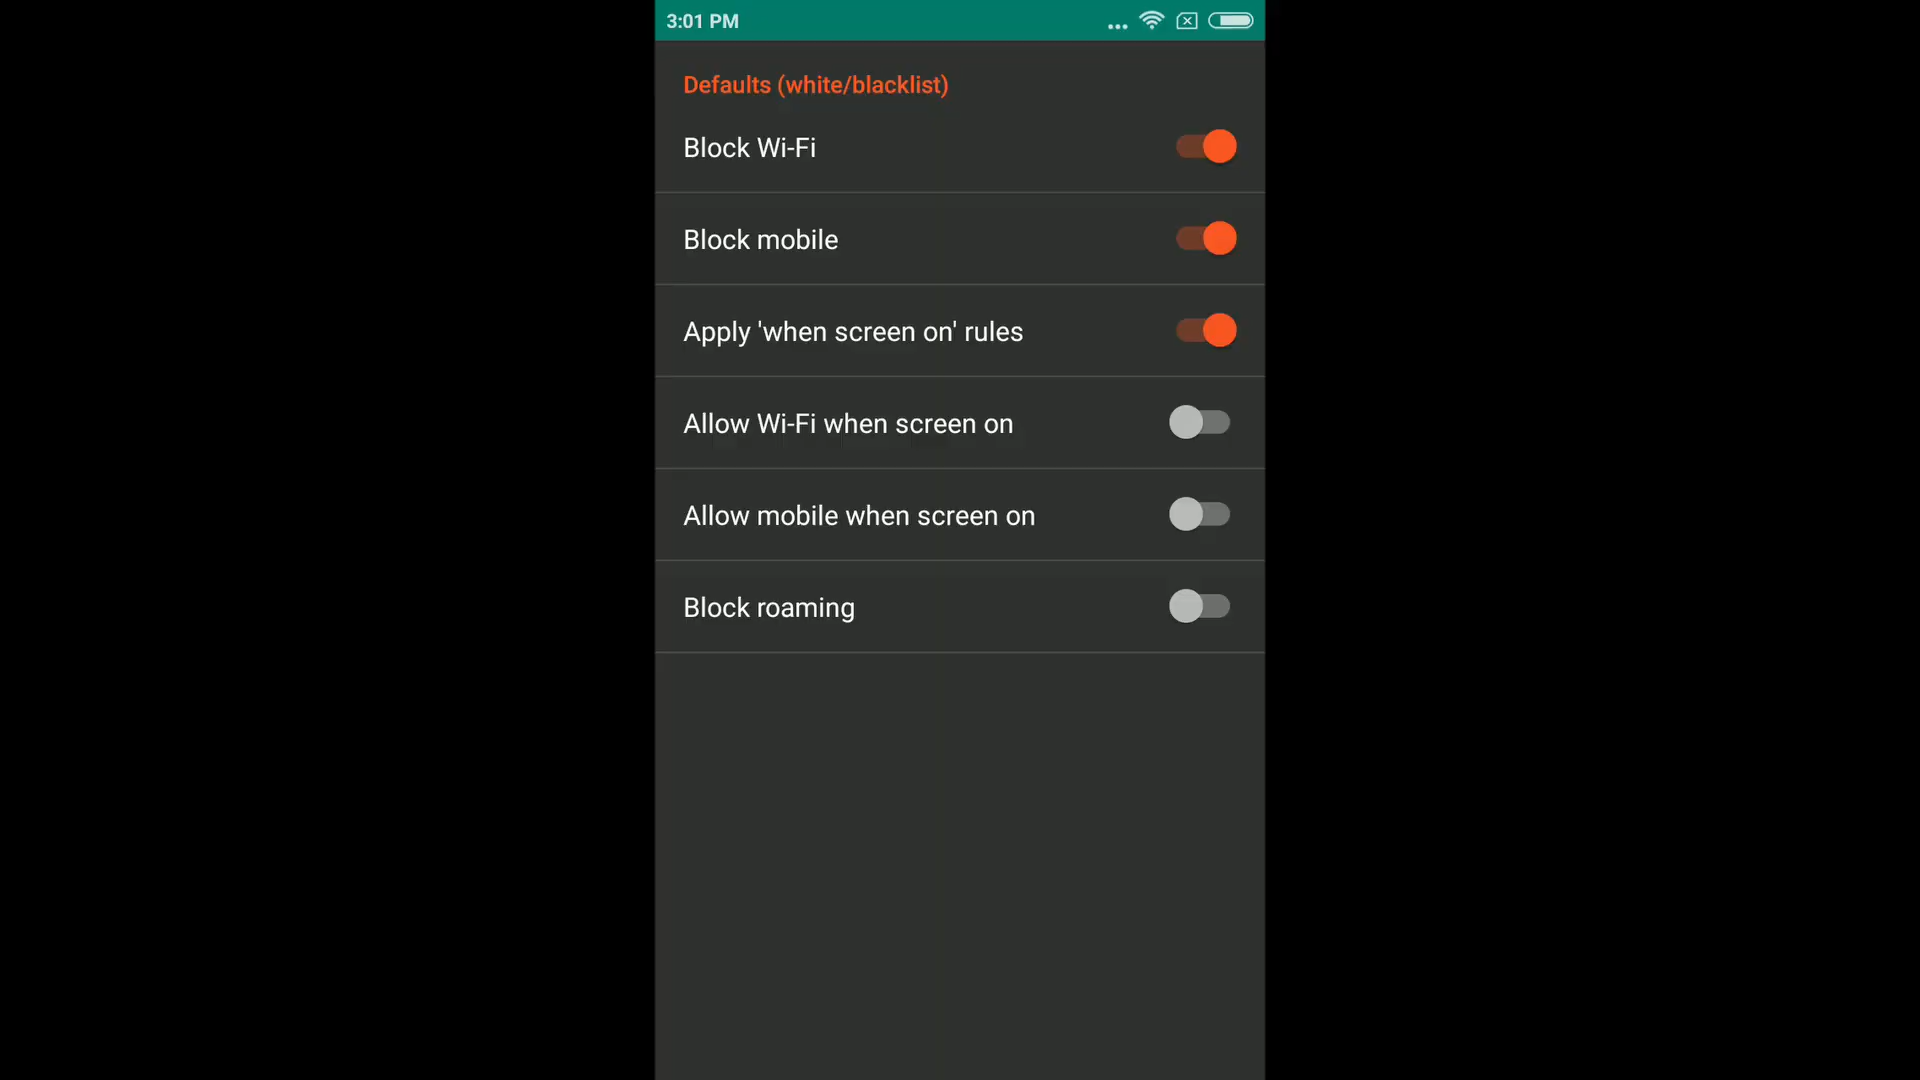 3:01 PM
Defaults (white/blacklist)
Block Wi-Fi
Block mobile
Apply 'when screen on' rules
Allow Wi-Fi when screen on
Allow mobile when screen on
Block roaming